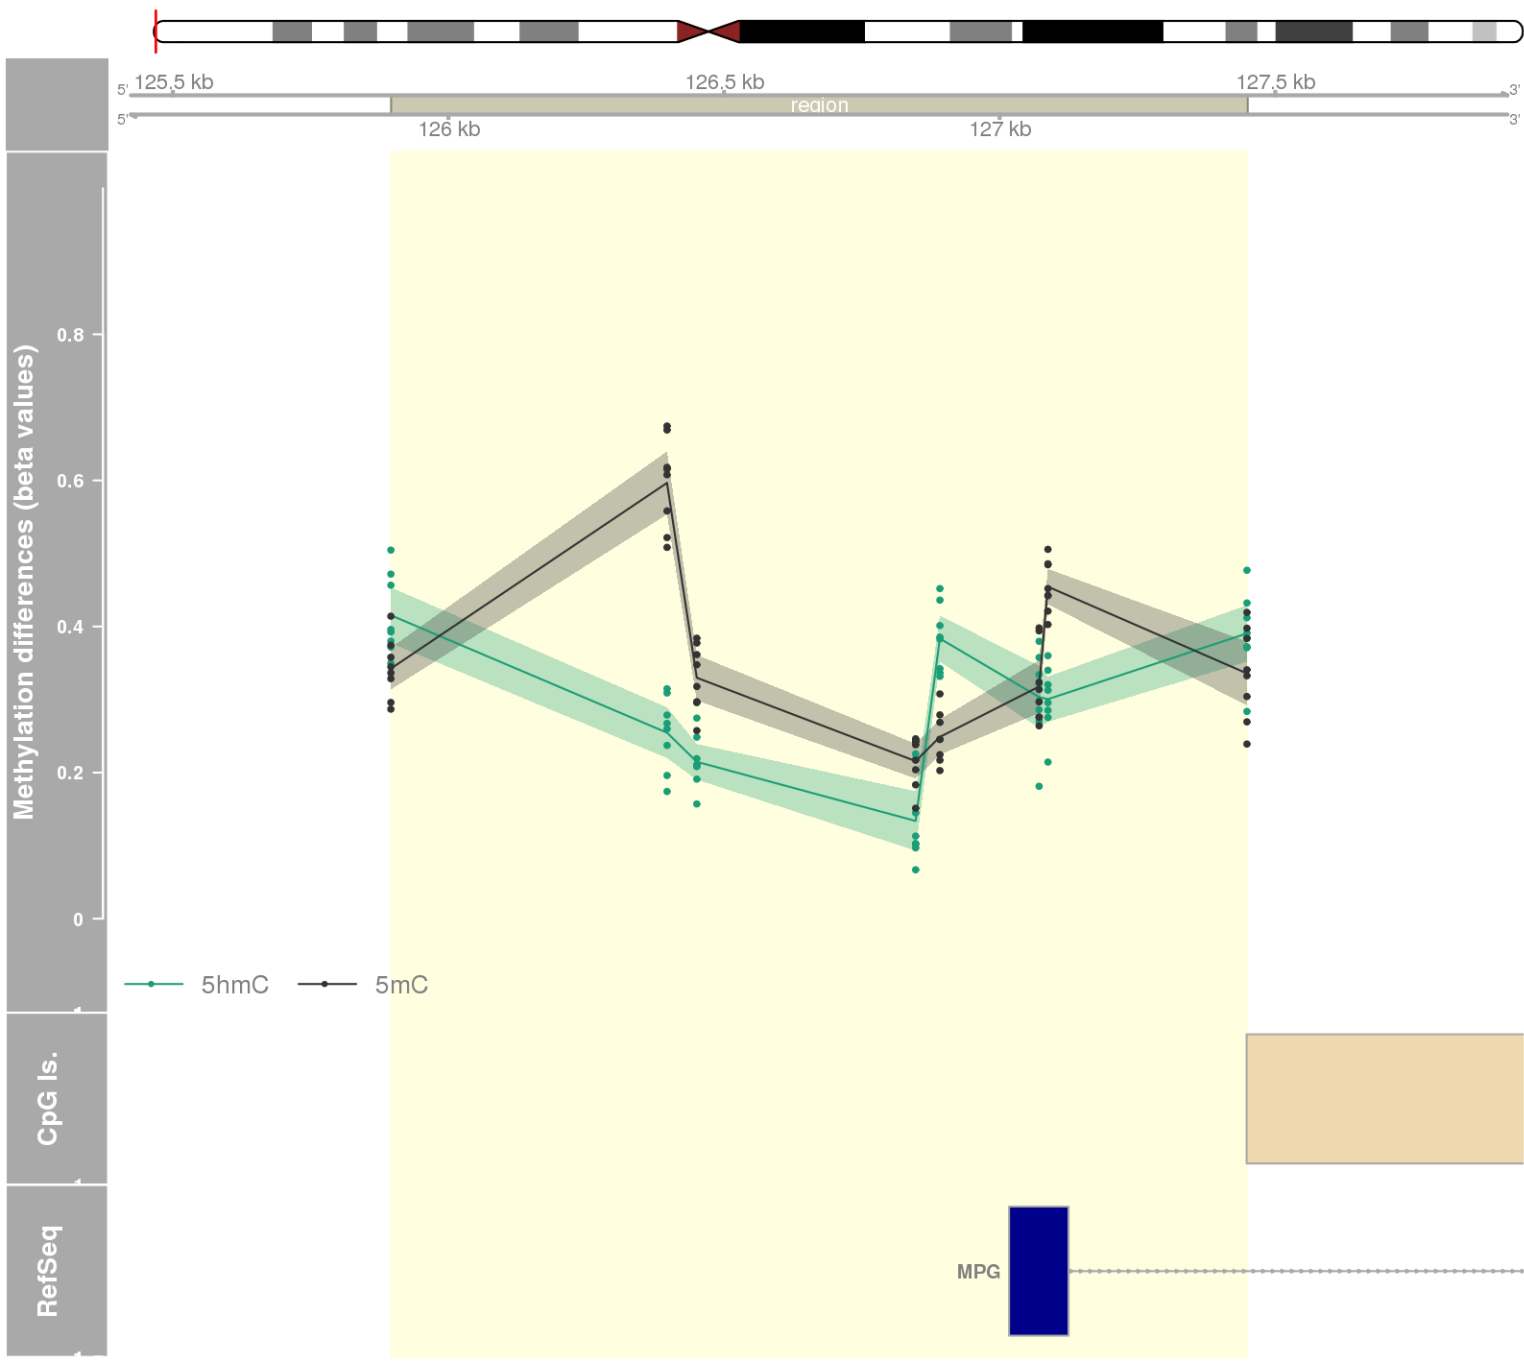 125.5 kb 126.5 kb 127.5 kb
5' 3'
region
5' 3'
126 kb 127 kb
Methylation differences (beta values)
0.8
0.6
0.4
0.2
0
5hmC 5mC
CpG Is.
RefSeq
MPG